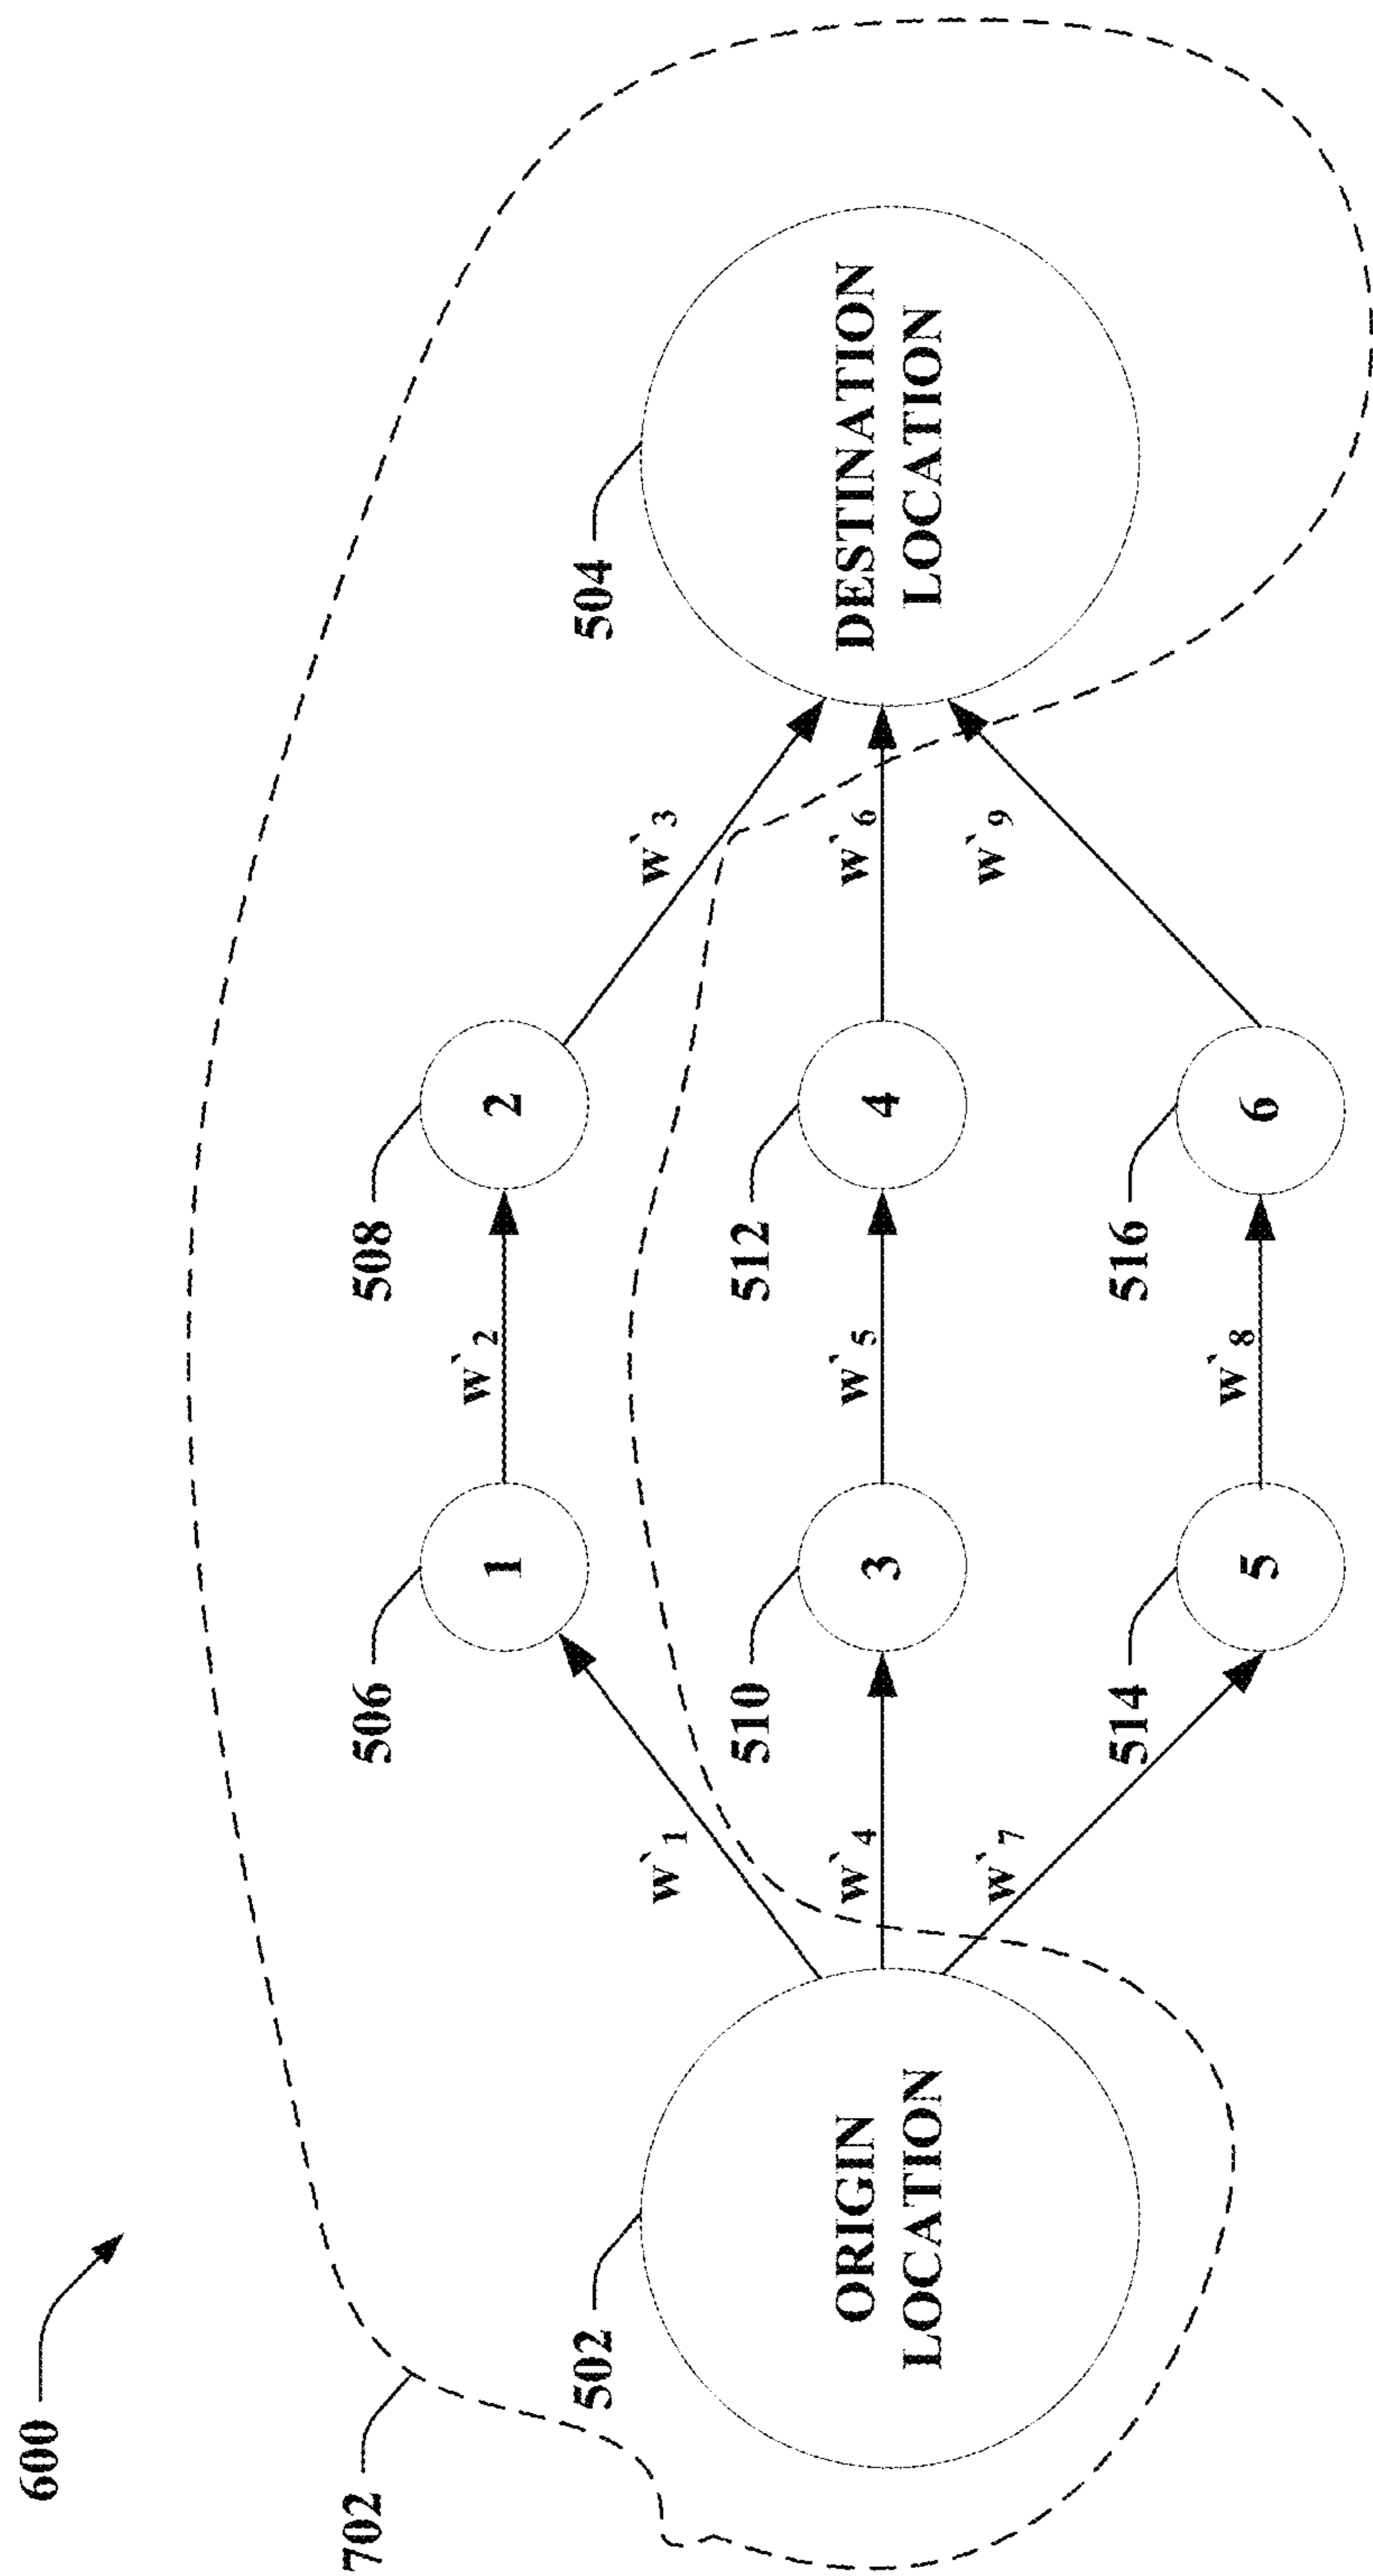 600
702
502
ORIGIN
LOCATION
w`1
w`4
w`7
506
1
510
3
514
5
w`2
w`5
w`8
508
2
512
4
516
6
w`3
w`6
w`9
504
DESTINATION
LOCATION